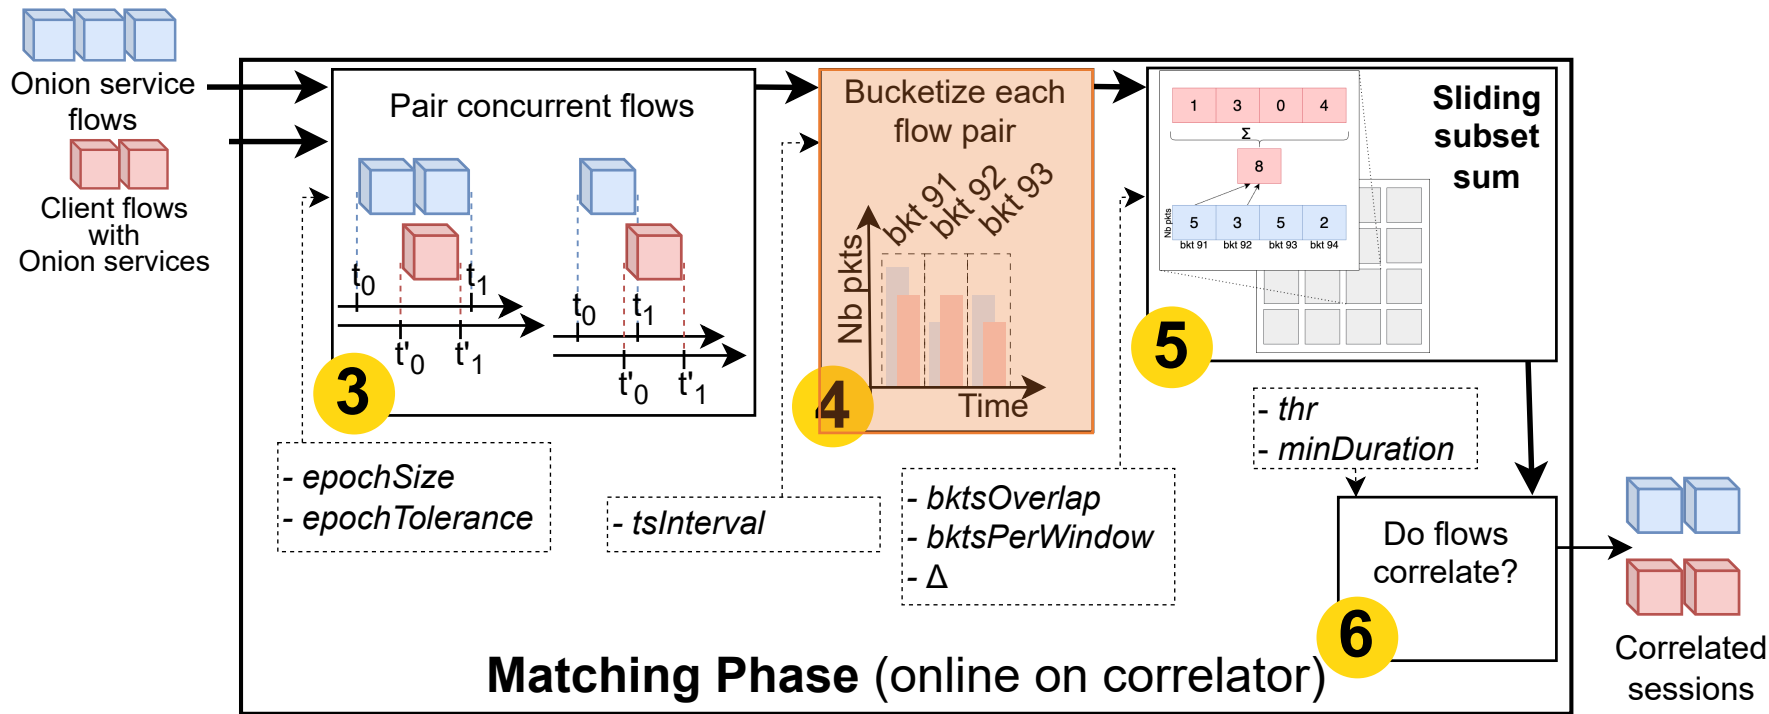 Onion service
flows
Client flows
with
Onion services
Pair concurrent flows
t0
t1
t'0
t'1
t0
t1
t'0
t'1
3
- epochSize
- epochTolerance
Bucketize each
flow pair
bkt 91
bkt 92
bkt 93
Nb pkts
Time
4
- tsInterval
Sliding
subset
sum
1 3 0 4
Σ
8
Nb pkts
5 3 5 2
bkt 91 bkt 92 bkt 93 bkt 94
5
- bktsOverlap
- bktsPerWindow
- Δ
- thr
- minDuration
Do flows
correlate?
6
Matching Phase (online on correlator)
Correlated
sessions